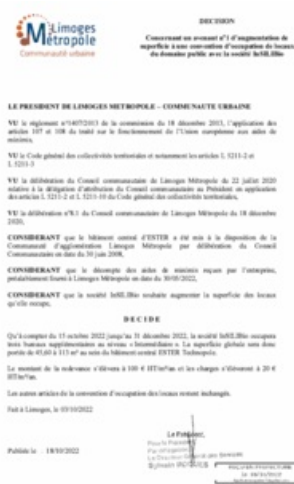 Limoges
Métropole
Communauté urbaine
DECISION
Concernant un avenant n°1 d'augmentation de
superficie à une convention d'occupation de locaux
du domaine public avec la société InSiliBio
LE PRESIDENT DE LIMOGES METROPOLE – COMMUNAUTE URBAINE
VU le règlement n°1407/2013 de la commission du 18 décembre 2013, l'application des
articles 107 et 108 du traité sur le fonctionnement de l'Union européenne aux aides de
minimis,
VU le Code général des collectivités territoriales et notamment les articles L 5211-2 et
L 5211-3
VU la délibération du Conseil communautaire de Limoges Métropole du 22 juillet 2020
relative à la délégation d'attribution du Conseil communautaire au Président en application
des articles L 5211-2 et L 5211-10 du Code général des collectivités territoriales,
VU la délibération n°8.1 du Conseil communautaire de Limoges Métropole du 18 décembre
2020,
CONSIDERANT que le bâtiment central d'ESTER a été mis à la disposition de la
Communauté d'agglomération Limoges Métropole par délibération du Conseil
Communautaire en date du 30 juin 2008,
CONSIDERANT que le décompte des aides de minimis reçues par l'entreprise,
préalablement fourni à Limoges Métropole en date du 30/05/2022,
CONSIDERANT que la société InSiliBio souhaite augmenter la superficie des locaux
qu'elle occupe,
DECIDE
Qu'à compter du 15 octobre 2022 jusqu'au 31 décembre 2022, la société InSiliBio occupera
trois bureaux supplémentaires au niveau « Intermédiaire ». La superficie globale sera donc
portée de 45,60 à 113 m² au sein du bâtiment central ESTER Technopole.
Le montant de la redevance s'élèvera à 100 € HT/m²/an et les charges s'élèveront à 20 €
HT/m²/an.
Les autres articles de la convention d'occupation des locaux restent inchangés.
Fait à Limoges, le 03/10/2022
Le Président,
Pour le Président
Par délégation
Le Directeur Général des Services
Sylvain ROQUES
Publiée le : 18/10/2022